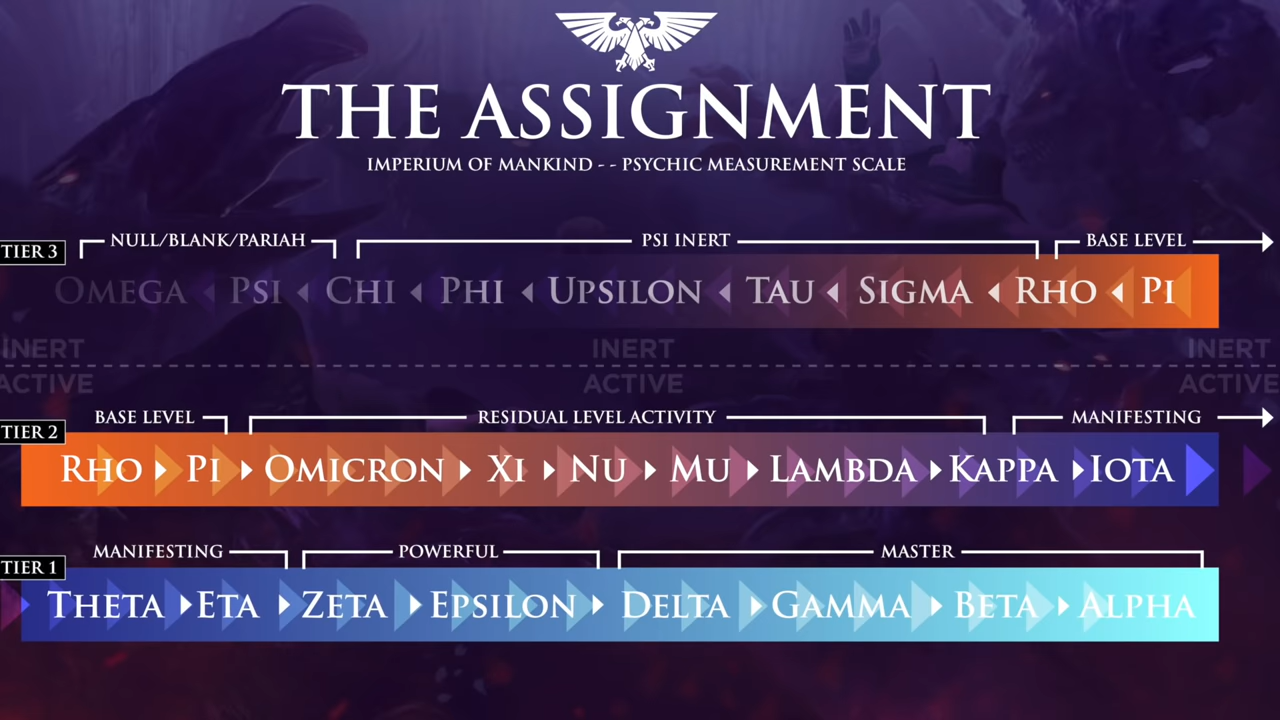 THE ASSIGNMENT
IMPERIUM OF MANKIND - - PSYCHIC MEASUREMENT SCALE
TIER 3
NULL/BLANK/PARIAH PSI INERT BASE LEVEL
OMEGA PSI CHI PHI UPSILON TAU SIGMA RHO PI
INERT INERT INERT
ACTIVE ACTIVE ACTIVE
TIER 2
BASE LEVEL RESIDUAL LEVEL ACTIVITY MANIFESTING
RHO PI OMICRON XI NU MU LAMBDA KAPPA IOTA
TIER 1
MANIFESTING POWERFUL MASTER
THETA ETA ZETA EPSILON DELTA GAMMA BETA ALPHA